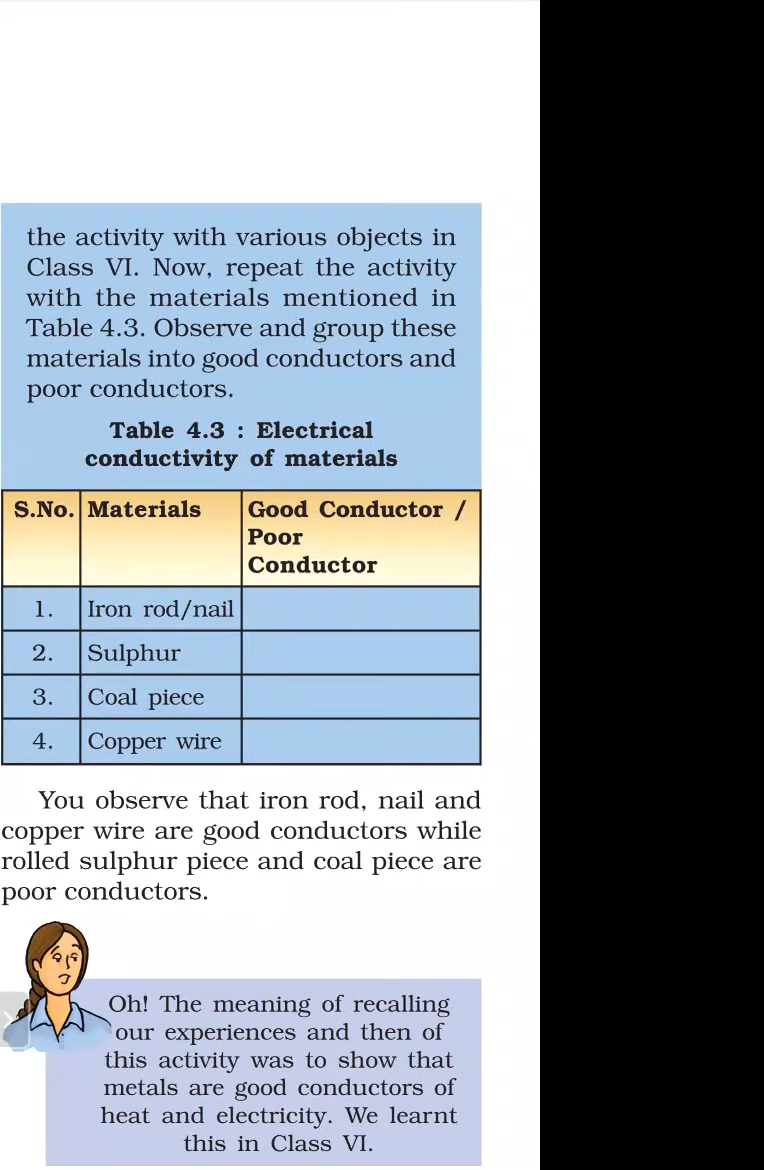 the activity with various objects in
Class VI. Now, repeat the activity
with the materials mentioned in
Table 4.3. Observe and group these
materials into good conductors and
poor conductors.
Table 4.3 : Electrical
conductivity of materials
S.No. Materials Good Conductor /
Poor
Conductor
1. Iron rod/nail
2. Sulphur
3. Coal piece
4. Copper wire
You observe that iron rod, nail and
copper wire are good conductors while
rolled sulphur piece and coal piece are
poor conductors.
Oh! The meaning of recalling
our experiences and then of
this activity was to show that
metals are good conductors of
heat and electricity. We learnt
this in Class VI.